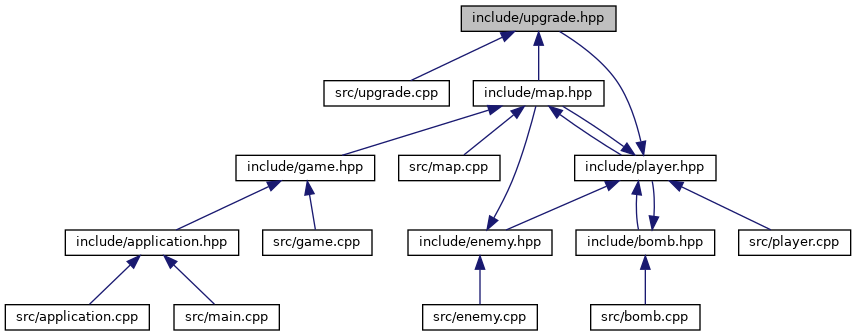 include/upgrade.hpp
src/upgrade.cpp
include/map.hpp
include/game.hpp
src/map.cpp
include/player.hpp
include/application.hpp
src/game.cpp
include/enemy.hpp
include/bomb.hpp
src/player.cpp
src/application.cpp
src/main.cpp
src/enemy.cpp
src/bomb.cpp